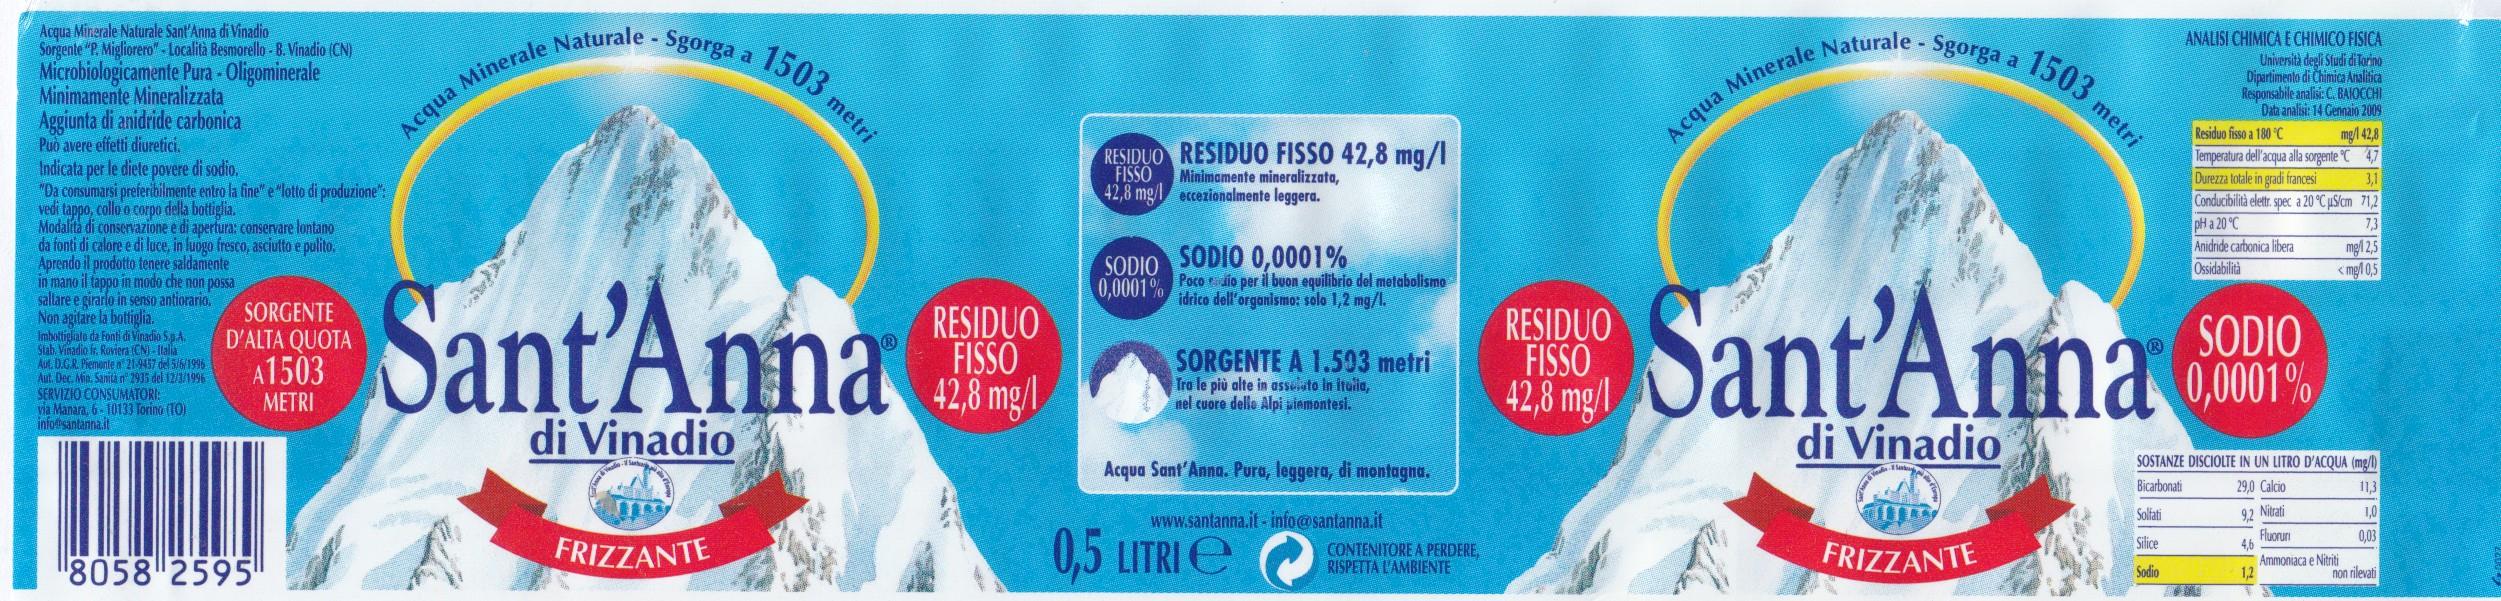 Acqua Minerale Naturale Sant'Anna di Vinadio
Sorgente "P. Migliorero" - Località Besmorello - B. Vinadio (CN)
Microbiologicamente Pura - Oligominerale
Minimamente Mineralizzata
Aggiunta di anidride carbonica
Può avere effetti diuretici.
Indicata per le diete povere di sodio.
"Da consumarsi preferibilmente entro la fine" e "lotto di produzione":
vedi tappo, collo o corpo della bottiglia.
Modalità di conservazione e di apertura: conservare lontano
da fonti di calore e di luce, in luogo fresco, asciutto e pulito.
Aprendo il prodotto tenere saldamente
in mano il tappo in modo che non possa
saltare e girarlo in senso antiorario.
Non agitare la bottiglia.
Imbottigliato da Fonti di Vinadio S.p.A.
Stab. Vinadio fr. Roviera (CN) - Italia
Aut. D.G.R. Piemonte n° 21-9457 del 5/6/1996
Aut. Dec. Min. Sanità n° 2935 del 12/3/1996
SERVIZIO CONSUMATORI:
via Manara, 6 - 10133 Torino (TO)
info@santanna.it
8058 2595
SORGENTE
D'ALTA QUOTA
A 1503
METRI
Acqua Minerale Naturale - Sgorga a 1503 metri
Sant'Anna®
di Vinadio
FRIZZANTE
RESIDUO
FISSO
42,8 mg/l
RESIDUO
FISSO
42,8 mg/l
RESIDUO FISSO 42,8 mg/l
Minimamente mineralizzata,
eccezionalmente leggera.
SODIO
0,0001%
SODIO 0,0001%
Poco sodio per il buon equilibrio del metabolismo
idrico dell'organismo: solo 1,2 mg/l.
SORGENTE A 1.503 metri
Tra le più alte in assoluto in Italia,
nel cuore delle Alpi piemontesi.
Acqua Sant'Anna. Pura, leggera, di montagna.
www.santanna.it - info@santanna.it
0,5 LITRI ℮
CONTENITORE A PERDERE,
RISPETTA L'AMBIENTE
RESIDUO
FISSO
42,8 mg/l
Acqua Minerale Naturale - Sgorga a 1503 metri
Sant'Anna®
di Vinadio
FRIZZANTE
ANALISI CHIMICA E CHIMICO FISICA
Università degli Studi di Torino
Dipartimento di Chimica Analitica
Responsabile analisi: C. BAIOCCHI
Data analisi: 14 Gennaio 2009
Residuo fisso a 180 °C mg/l 42,8
Temperatura dell'acqua alla sorgente °C 4,7
Durezza totale in gradi francesi 3,1
Conducibilità elettr. spec a 20 °C µS/cm 71,2
pH a 20 °C 7,3
Anidride carbonica libera mg/l 2,5
Ossidabilità < mg/l 0,5
SODIO
0,0001%
SOSTANZE DISCIOLTE IN UN LITRO D'ACQUA (mg/l)
Bicarbonati 29,0 Calcio 11,3
Solfati 9,2 Nitrati 1,0
Silice 4,6 Fluoruri 0,03
Sodio 1,2 Ammoniaca e Nitriti
non rilevati